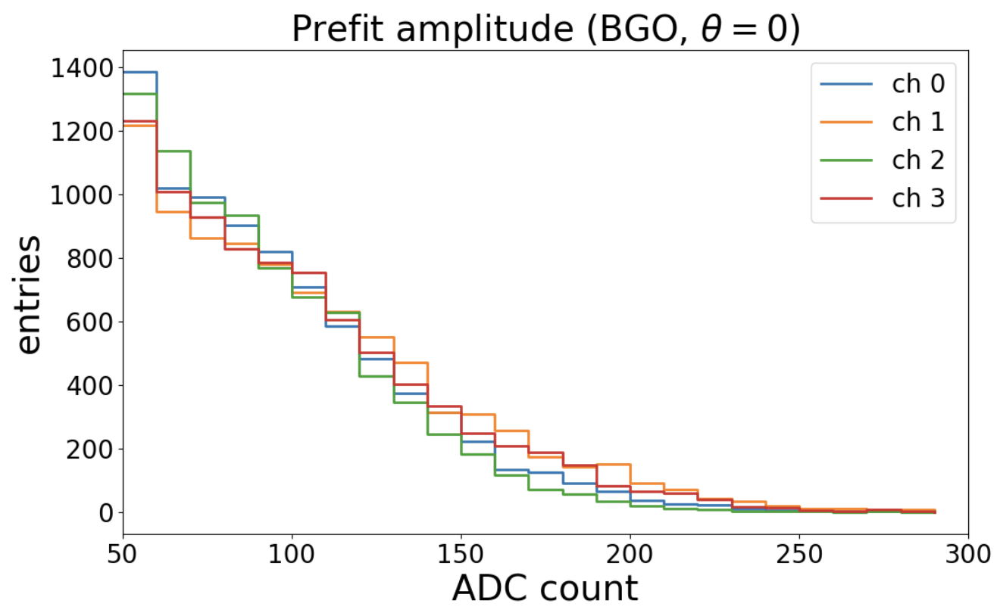 Prefit amplitude (BGO, θ = 0)
1400
1200
1000
800
600
400
200
0
entries
ch 0
ch 1
ch 2
ch 3
50 100 150 200 250 300
ADC count